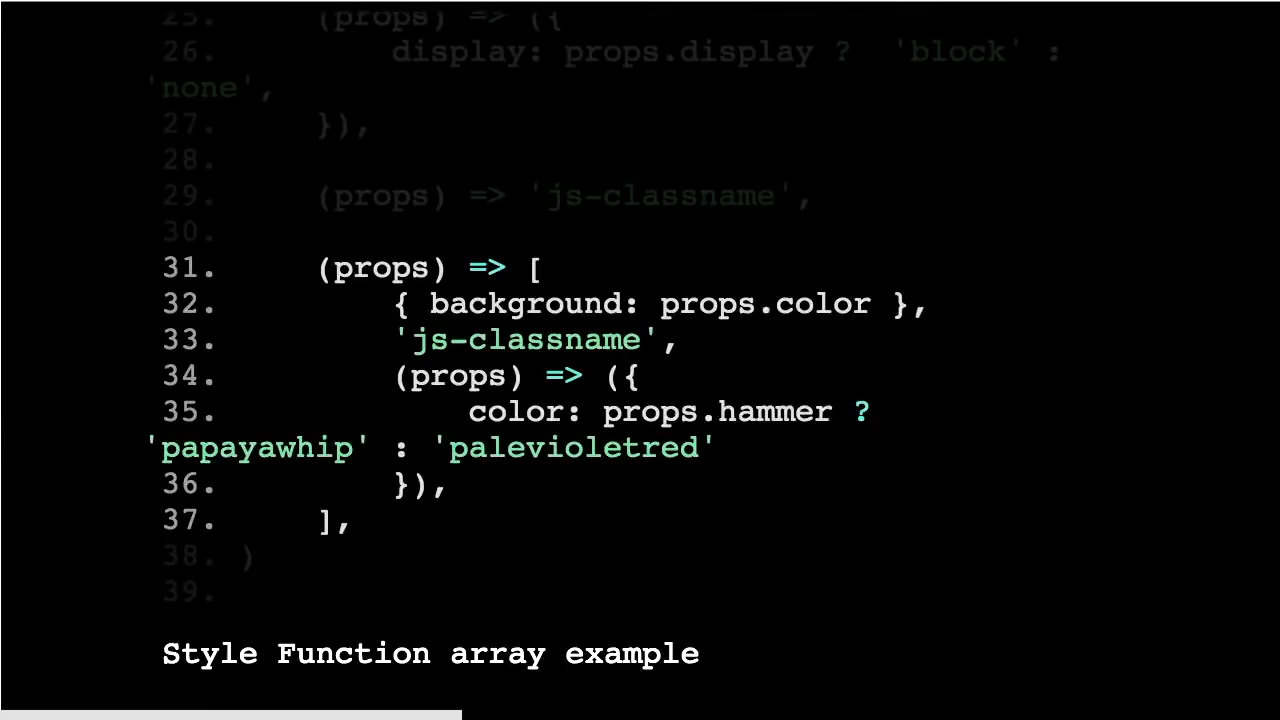 25.     (props) => ({
26.         display: props.display ?  'block' :
'none',
27.     }),
28.
29.     (props) => 'js-classname',
30.
31.     (props) => [
32.         { background: props.color },
33.         'js-classname',
34.         (props) => ({
35.             color: props.hammer ?
'papayawhip' : 'palevioletred'
36.         }),
37.     ],
38. )
39.
Style Function array example